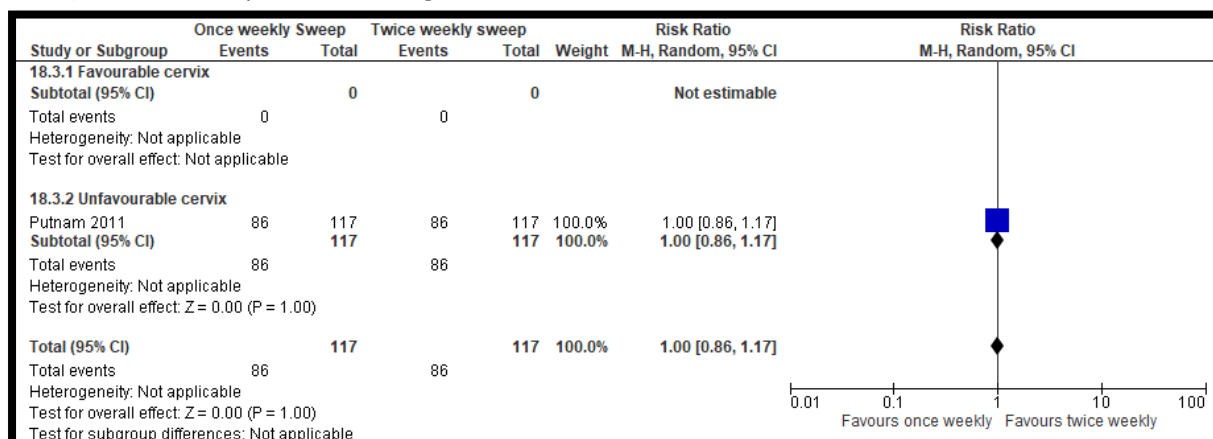 Once weekly Sweep Twice weekly sweep Risk Ratio Risk Ratio
Study or Subgroup Events Total Events Total Weight M-H, Random, 95% CI M-H, Random, 95% CI
18.3.1 Favourable cervix
Subtotal (95% CI) 0 0 Not estimable
Total events 0 0
Heterogeneity: Not applicable
Test for overall effect: Not applicable
18.3.2 Unfavourable cervix
Putnam 2011 86 117 86 117 100.0% 1.00 [0.86, 1.17]
Subtotal (95% CI) 117 117 100.0% 1.00 [0.86, 1.17]
Total events 86 86
Heterogeneity: Not applicable
Test for overall effect: Z = 0.00 (P = 1.00)
Total (95% CI) 117 117 100.0% 1.00 [0.86, 1.17]
Total events 86 86
Heterogeneity: Not applicable
Test for overall effect: Z = 0.00 (P = 1.00)
Test for subgroup differences: Not applicable
0.01 0.1 1 10 100
Favours once weekly Favours twice weekly